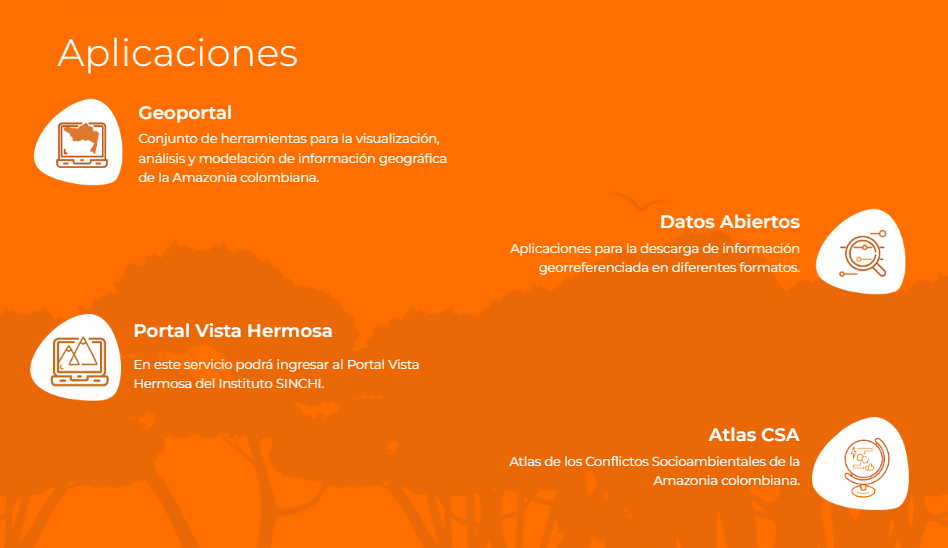 Aplicaciones
Geoportal
Conjunto de herramientas para la visualización,
análisis y modelación de información geográfica
de la Amazonia colombiana.
Datos Abiertos
Aplicaciones para la descarga de información
georreferenciada en diferentes formatos.
Portal Vista Hermosa
En este servicio podrá ingresar al Portal Vista
Hermosa del Instituto SINCHI.
Atlas CSA
Atlas de los Conflictos Socioambientales de la
Amazonia colombiana.